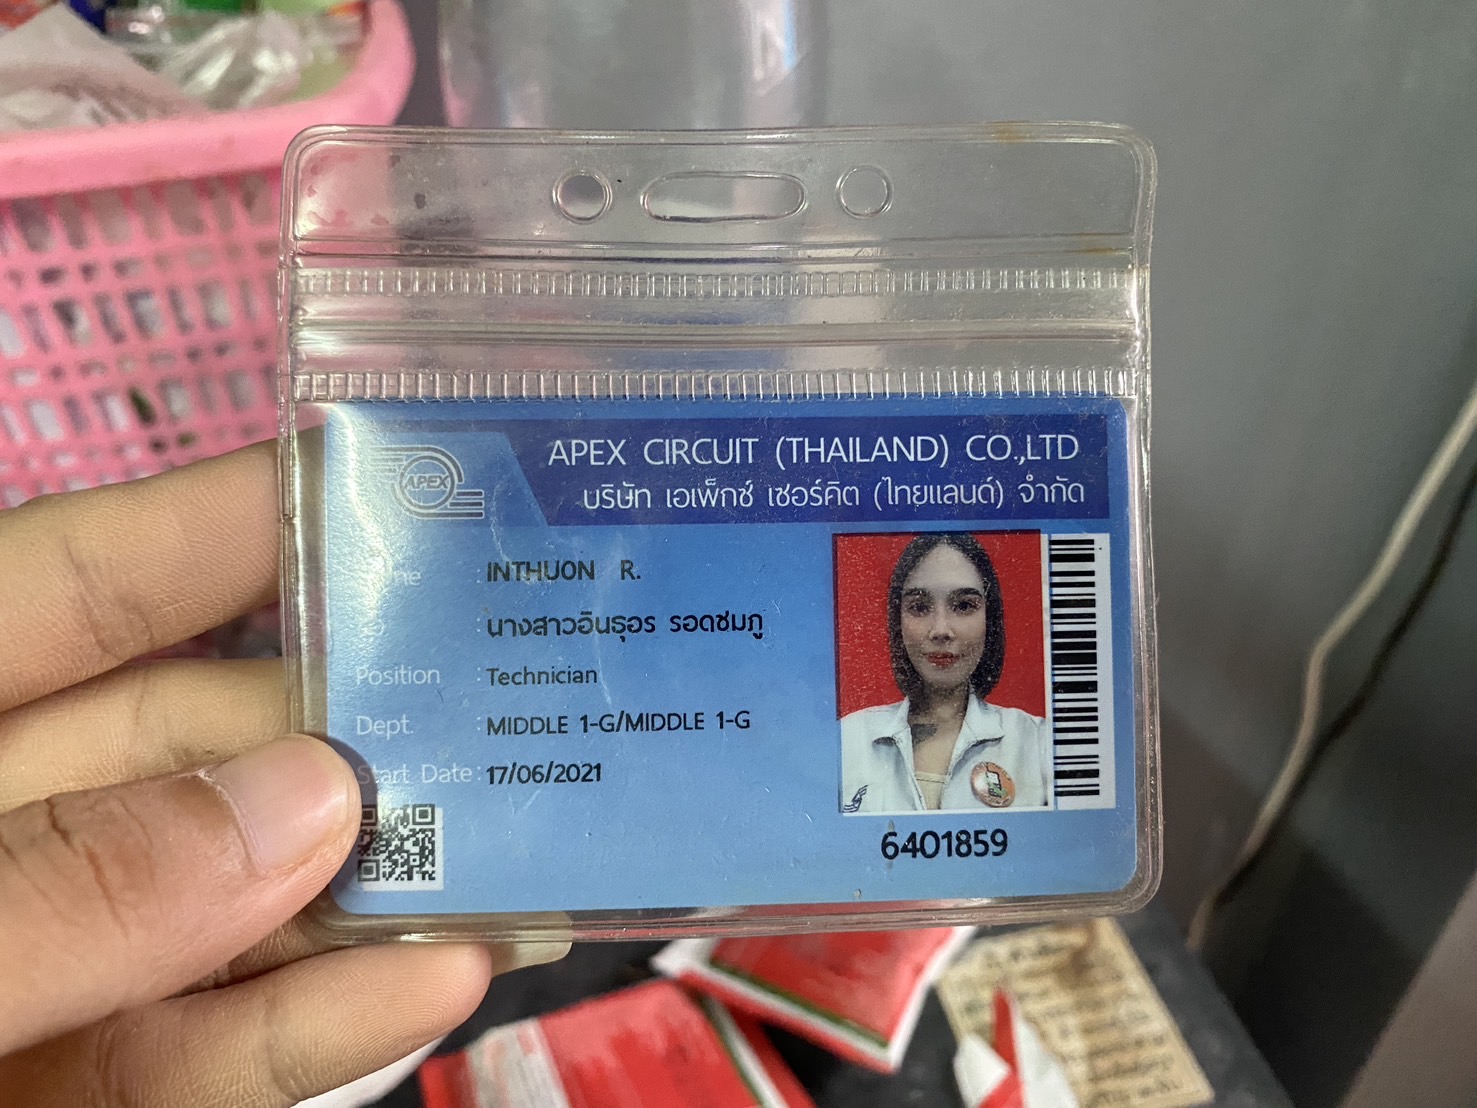 APEX CIRCUIT (THAILAND) CO.,LTD
APEX
บริษัท เอเพ็กซ์ เซอร์คิต (ไทยแลนด์) จำกัด
: INTHUON R.
: นางสาวอินธุอร รอดชมภู
Position : Technician
Dept. : MIDDLE 1-G/MIDDLE 1-G
Start Date : 17/06/2021
6401859